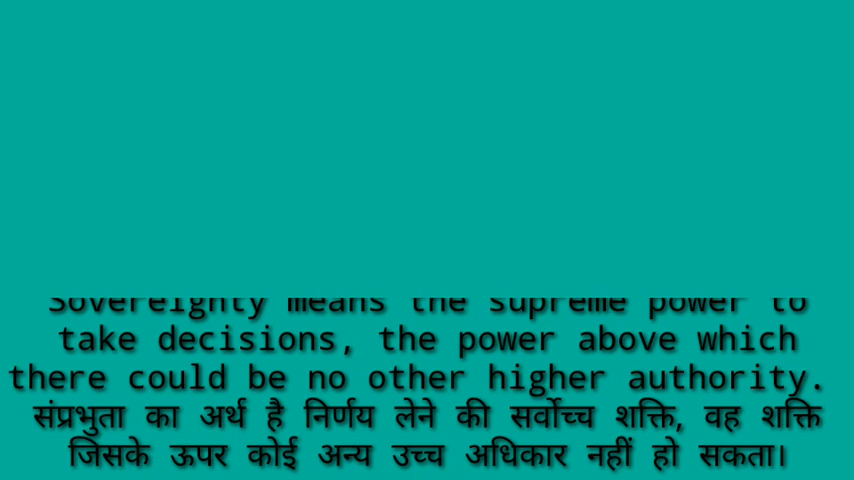 Sovereignty means the supreme power to
take decisions, the power above which
there could be no other higher authority.
संप्रभुता का अर्थ है निर्णय लेने की सर्वोच्च शक्ति, वह शक्ति
जिसके ऊपर कोई अन्य उच्च अधिकार नहीं हो सकता।